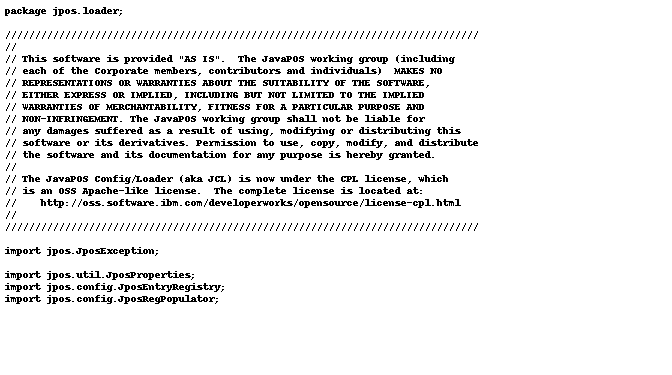 package jpos.loader;

///////////////////////////////////////////////////////////////////////////////
//
// This software is provided "AS IS".  The JavaPOS working group (including
// each of the Corporate members, contributors and individuals)  MAKES NO
// REPRESENTATIONS OR WARRANTIES ABOUT THE SUITABILITY OF THE SOFTWARE,
// EITHER EXPRESS OR IMPLIED, INCLUDING BUT NOT LIMITED TO THE IMPLIED
// WARRANTIES OF MERCHANTABILITY, FITNESS FOR A PARTICULAR PURPOSE AND
// NON-INFRINGEMENT. The JavaPOS working group shall not be liable for
// any damages suffered as a result of using, modifying or distributing this
// software or its derivatives. Permission to use, copy, modify, and distribute
// the software and its documentation for any purpose is hereby granted.
//
// The JavaPOS Config/Loader (aka JCL) is now under the CPL license, which
// is an OSS Apache-like license.  The complete license is located at:
//    http://oss.software.ibm.com/developerworks/opensource/license-cpl.html
//
///////////////////////////////////////////////////////////////////////////////

import jpos.JposException;

import jpos.util.JposProperties;
import jpos.config.JposEntryRegistry;
import jpos.config.JposRegPopulator;